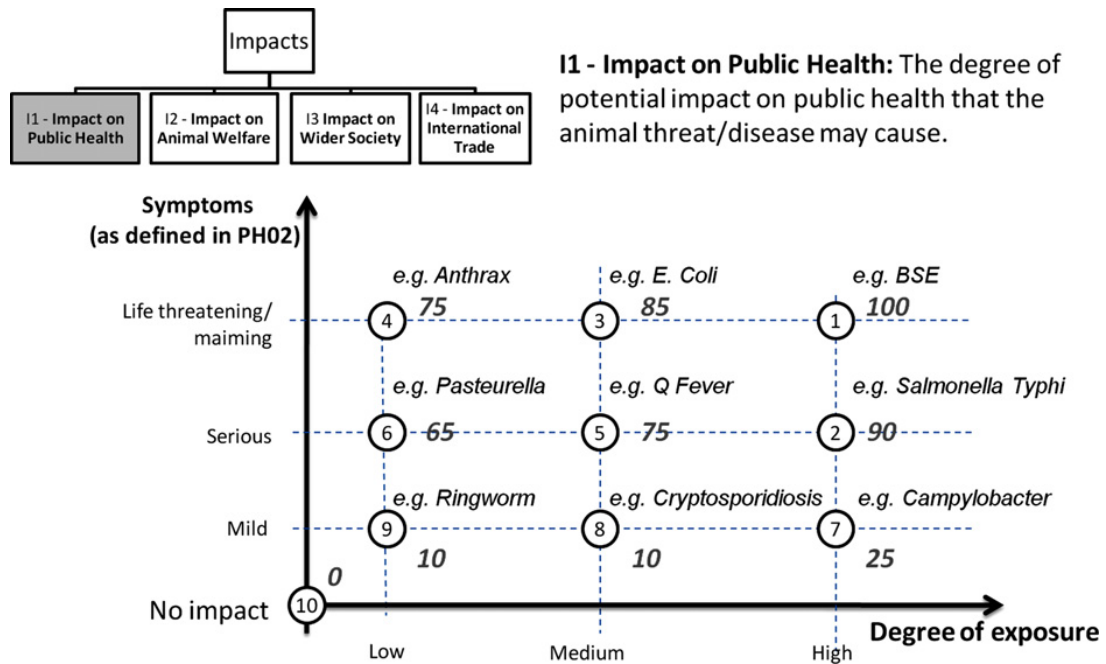 Impacts
I1 - Impact on
Public Health
I2 - Impact on
Animal Welfare
I3 Impact on
Wider Society
I4 - Impact on
International
Trade
I1 - Impact on Public Health: The degree of
potential impact on public health that the
animal threat/disease may cause.
Symptoms
(as defined in PH02)
Life threatening/
maiming
e.g. Anthrax
4 75
e.g. E. Coli
3 85
e.g. BSE
1 100
Serious
e.g. Pasteurella
6 65
e.g. Q Fever
5 75
e.g. Salmonella Typhi
2 90
Mild
e.g. Ringworm
9
10
e.g. Cryptosporidiosis
8
10
e.g. Campylobacter
7
25
0
No impact 10
Degree of exposure
Low
Medium
High